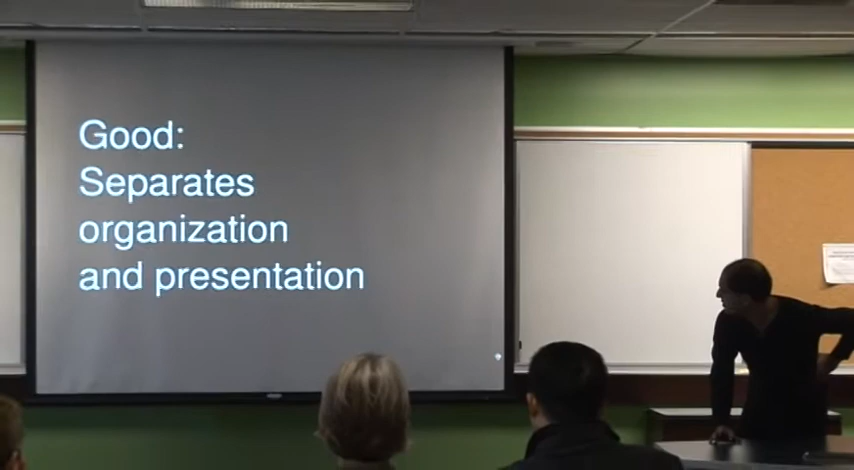 Good:
Separates
organization
and presentation